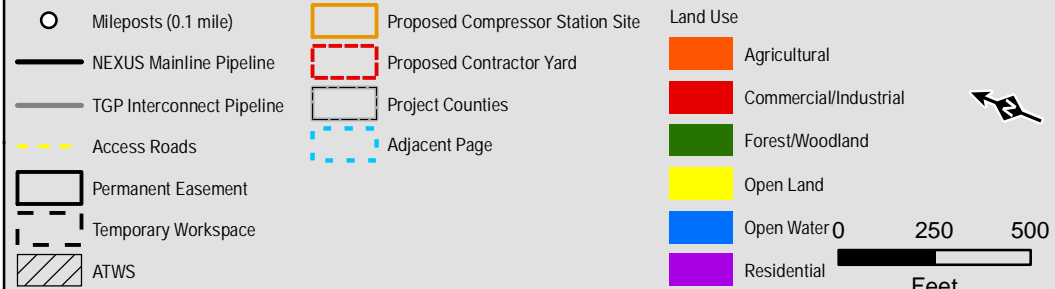 Mileposts (0.1 mile)
NEXUS Mainline Pipeline
TGP Interconnect Pipeline
Access Roads
Permanent Easement
Temporary Workspace
ATWS
Proposed Compressor Station Site
Proposed Contractor Yard
Project Counties
Adjacent Page
Land Use
Agricultural
Commercial/Industrial
Forest/Woodland
Open Land
Open Water
Residential
N
0 250 500
Feet